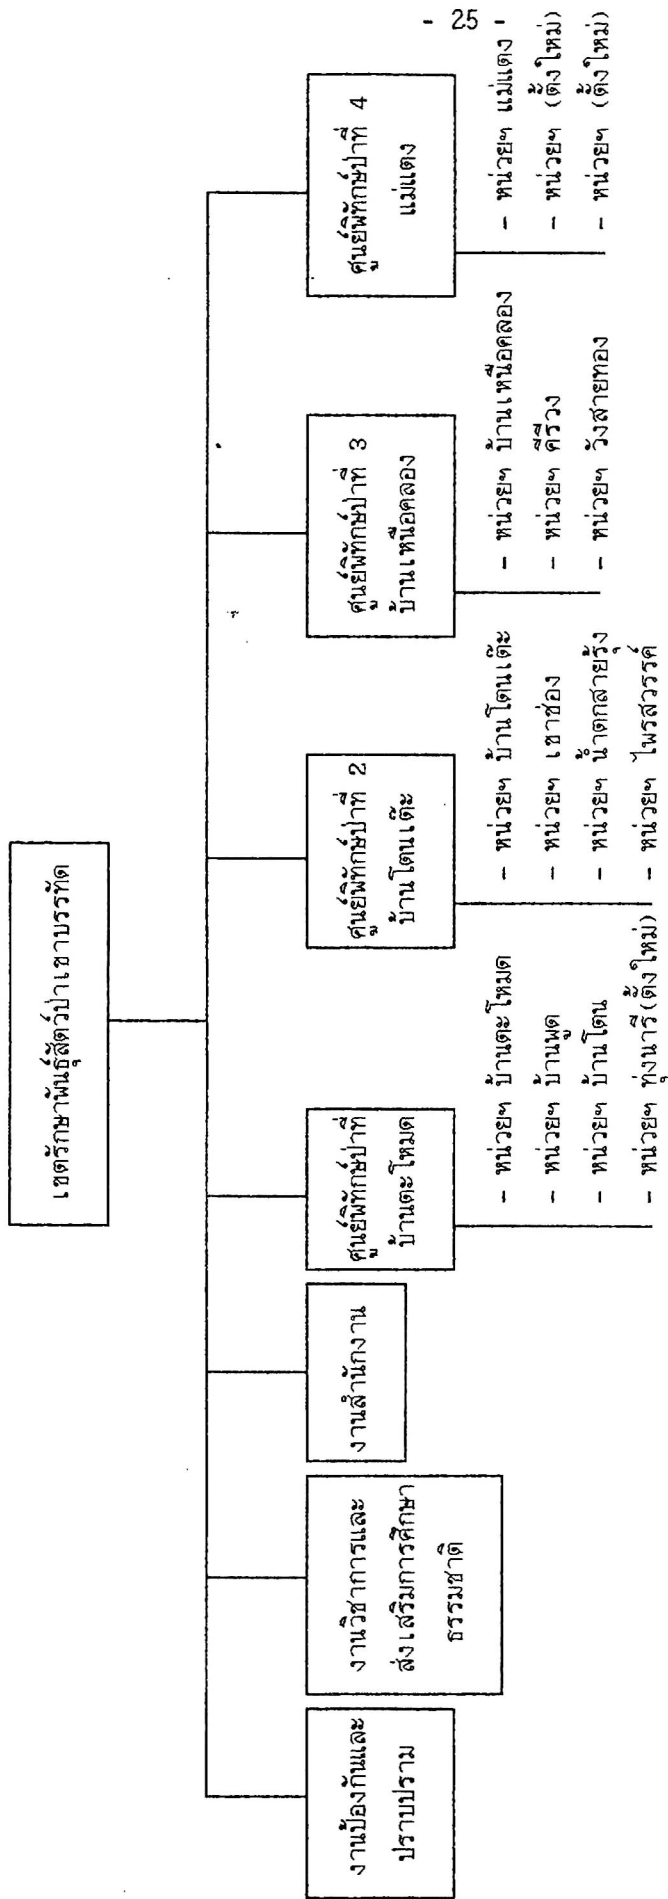 - 25 -
เขตรักษาพันธุ์สัตว์ป่าเขาบรรทัด
งานป้องกันและ
ปราบปราม
งานวิชาการและ
ส่งเสริมการศึกษา
ธรรมชาติ
งานสำนักงาน
ศูนย์พิทักษ์ป่าที่
บ้านตะโหมด
- หน่วยฯ บ้านตะโหมด
- หน่วยฯ บ้านพูด
- หน่วยฯ บ้านโตน
- หน่วยฯ ทุ่งนารี(ตั้งใหม่)
ศูนย์พิทักษ์ป่าที่ 2
บ้านโตนเต๊ะ
- หน่วยฯ บ้านโตนเต๊ะ
- หน่วยฯ เขาช่อง
- หน่วยฯ น้ำตกสายรุ้ง
- หน่วยฯ ไพรสวรรค์
ศูนย์พิทักษ์ป่าที่ 3
บ้านเหนือคลอง
- หน่วยฯ บ้านเหนือคลอง
- หน่วยฯ คีรีวง
- หน่วยฯ วังสายทอง
ศูนย์พิทักษ์ป่าที่ 4
แม่แตง
- หน่วยฯ แม่แตง
- หน่วยฯ (ตั้งใหม่)
- หน่วยฯ (ตั้งใหม่)